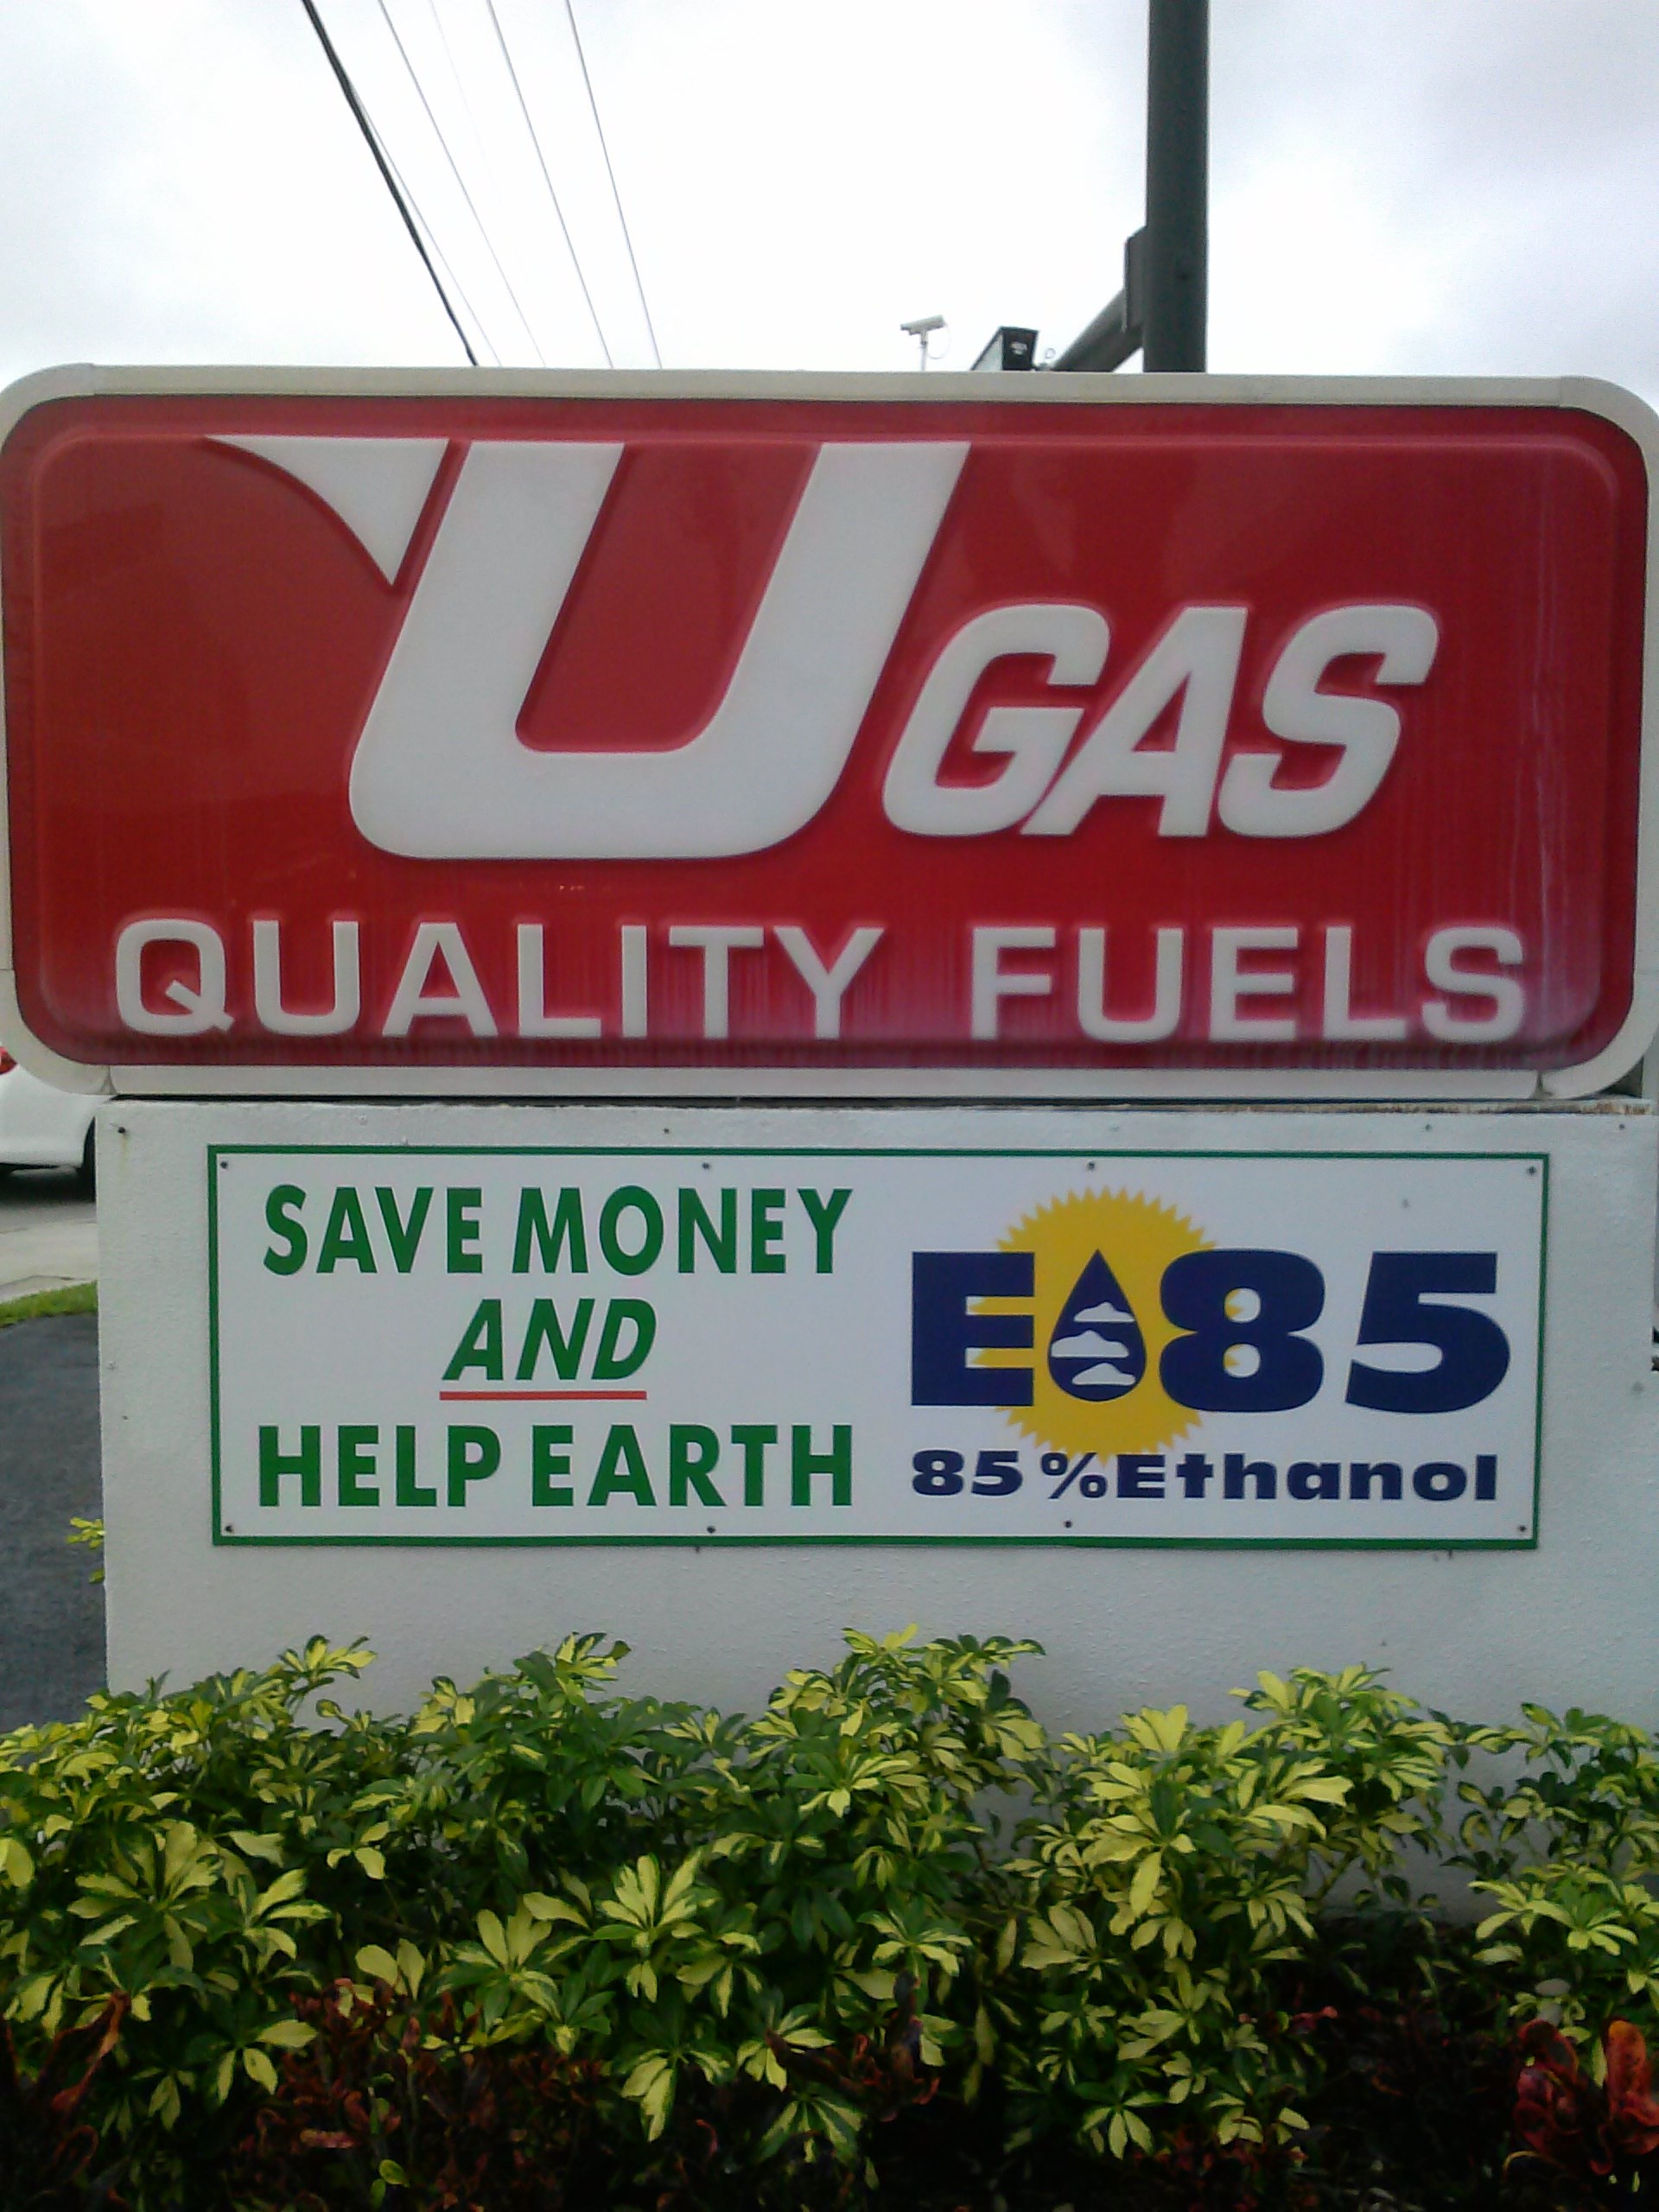 UGAS
QUALITY FUELS
SAVE MONEY
AND
HELP EARTH
E85
85%Ethanol